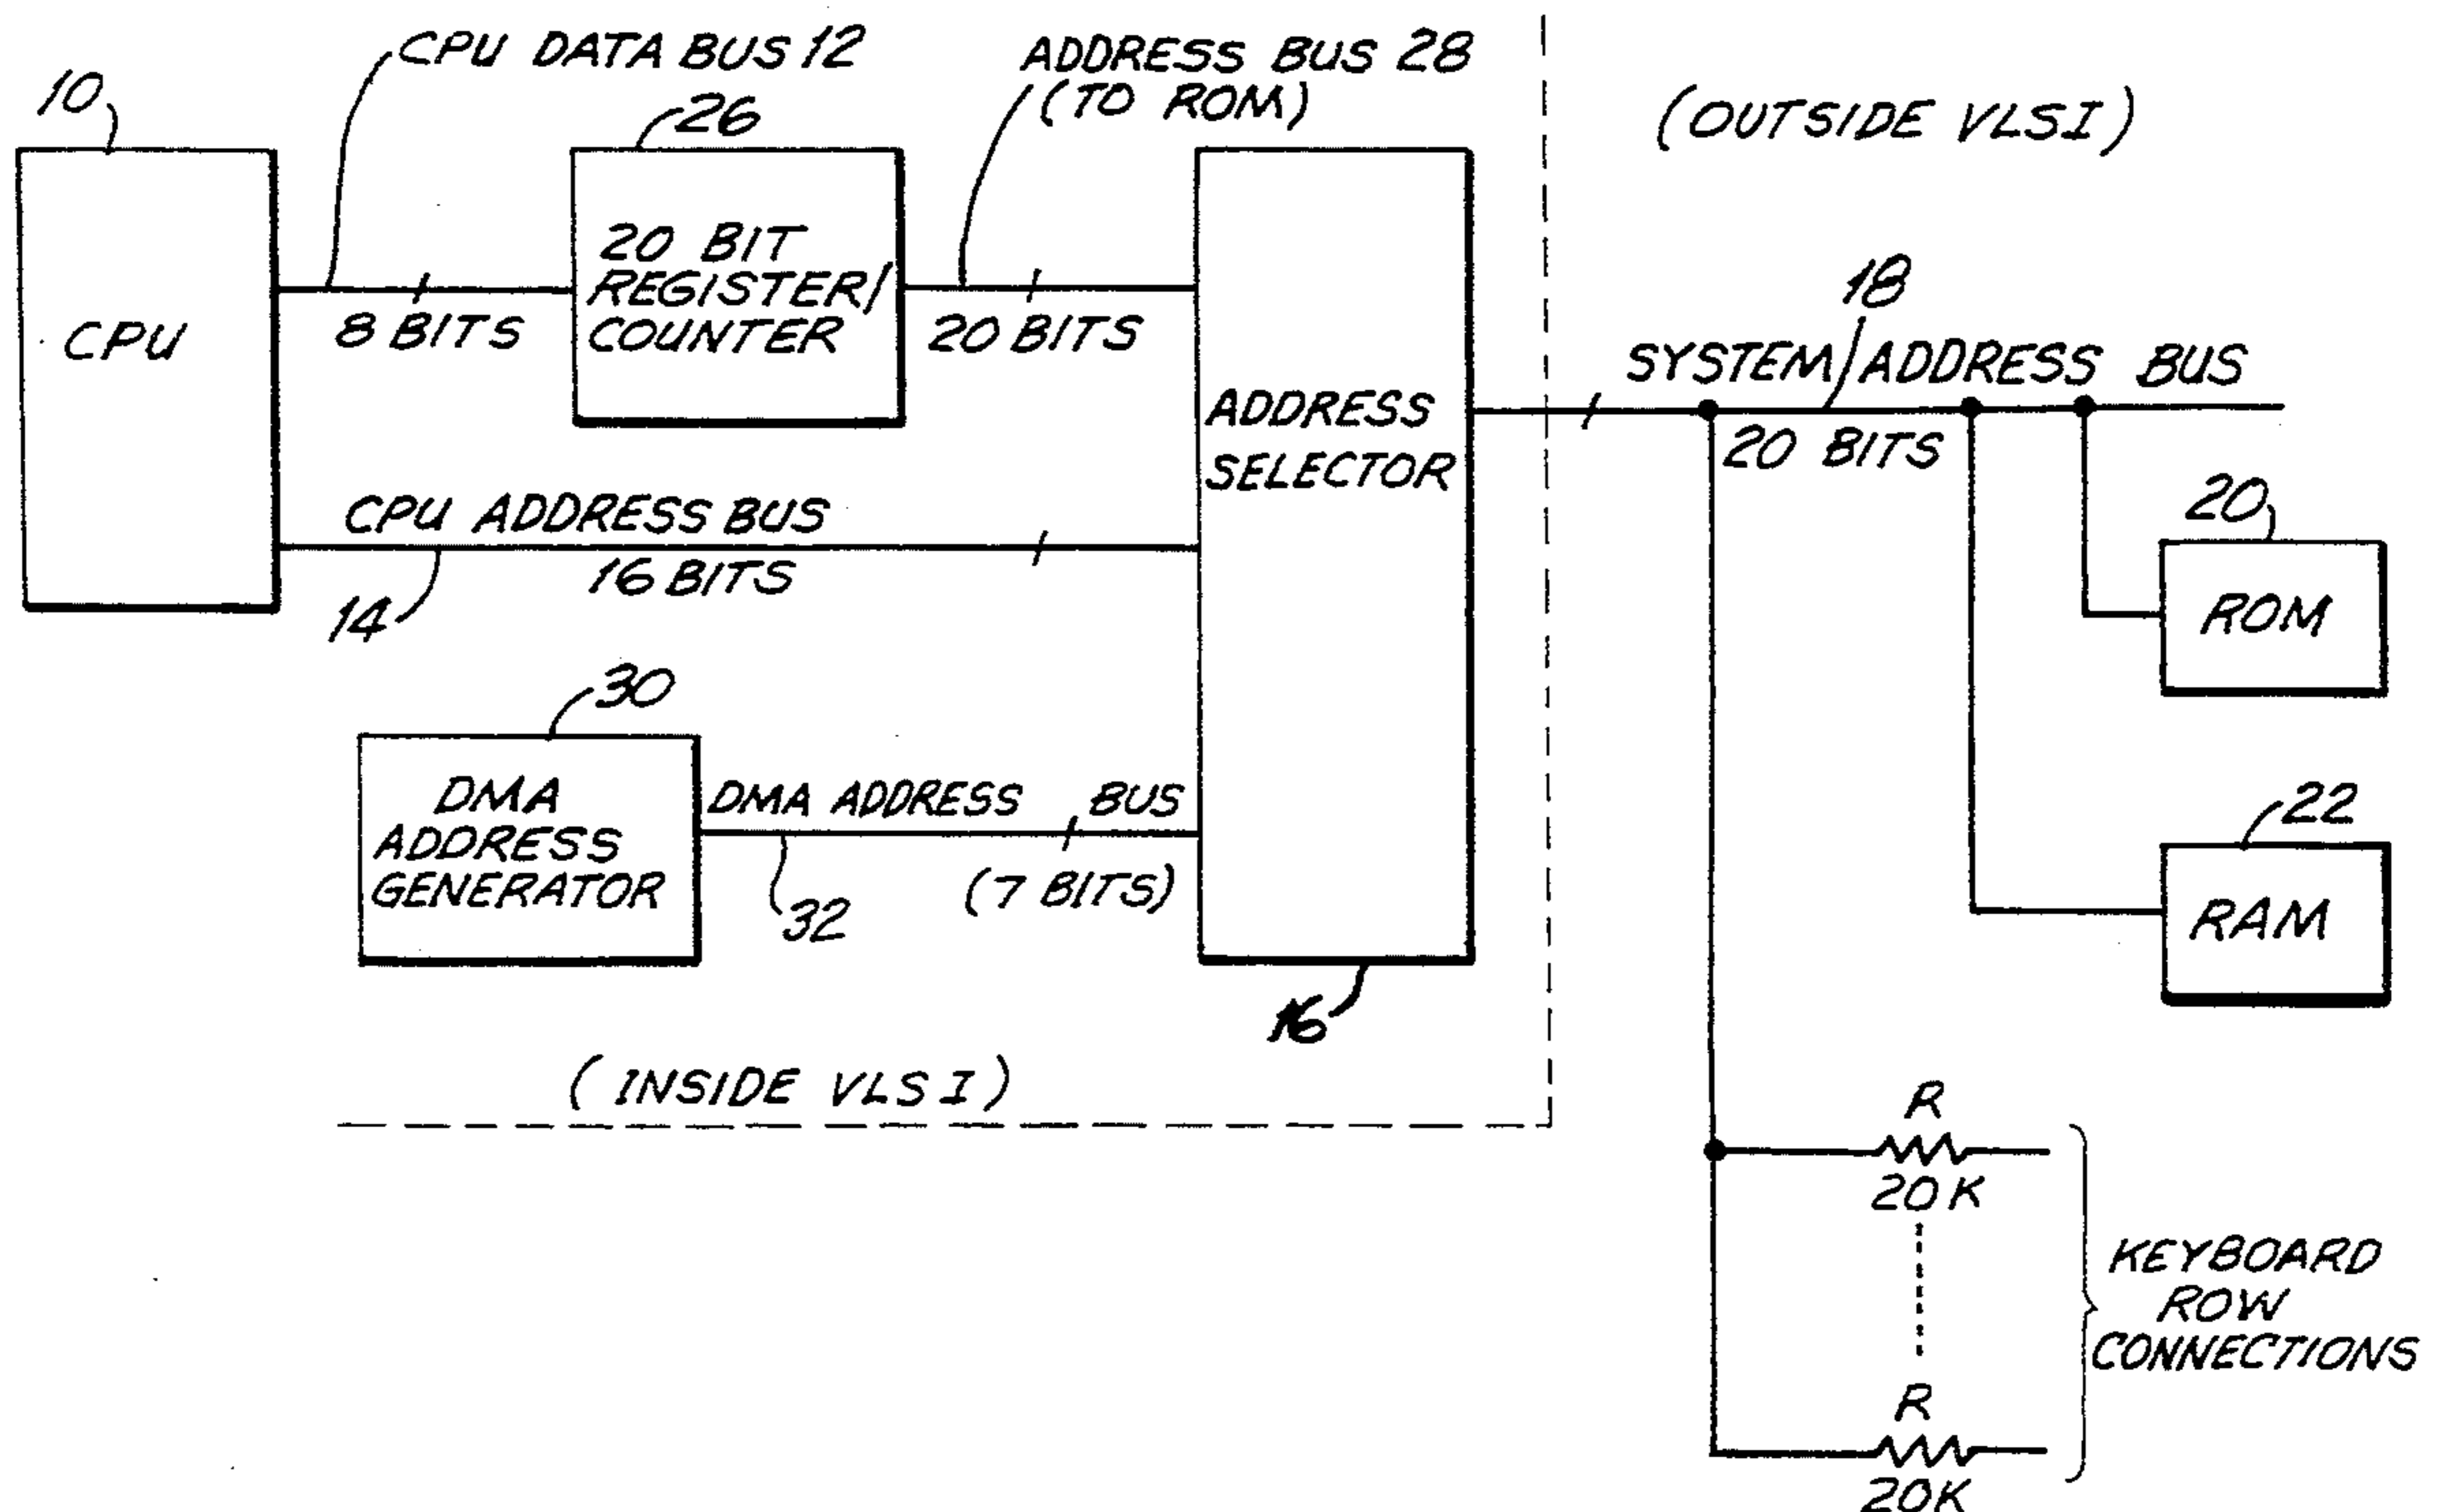 CPU DATA BUS 12
ADDRESS BUS 28
(TO ROM)
(OUTSIDE VLSI)
10
26
CPU
20 BIT
REGISTER/
COUNTER
8 BITS
20 BITS
ADDRESS
SELECTOR
18
SYSTEM ADDRESS BUS
20 BITS
CPU ADDRESS BUS
16 BITS
14
20
ROM
30
DMA
ADDRESS
GENERATOR
DMA ADDRESS BUS
(7 BITS)
32
22
RAM
16
(INSIDE VLSI)
R
20K
R
20K
KEYBOARD
ROW
CONNECTIONS